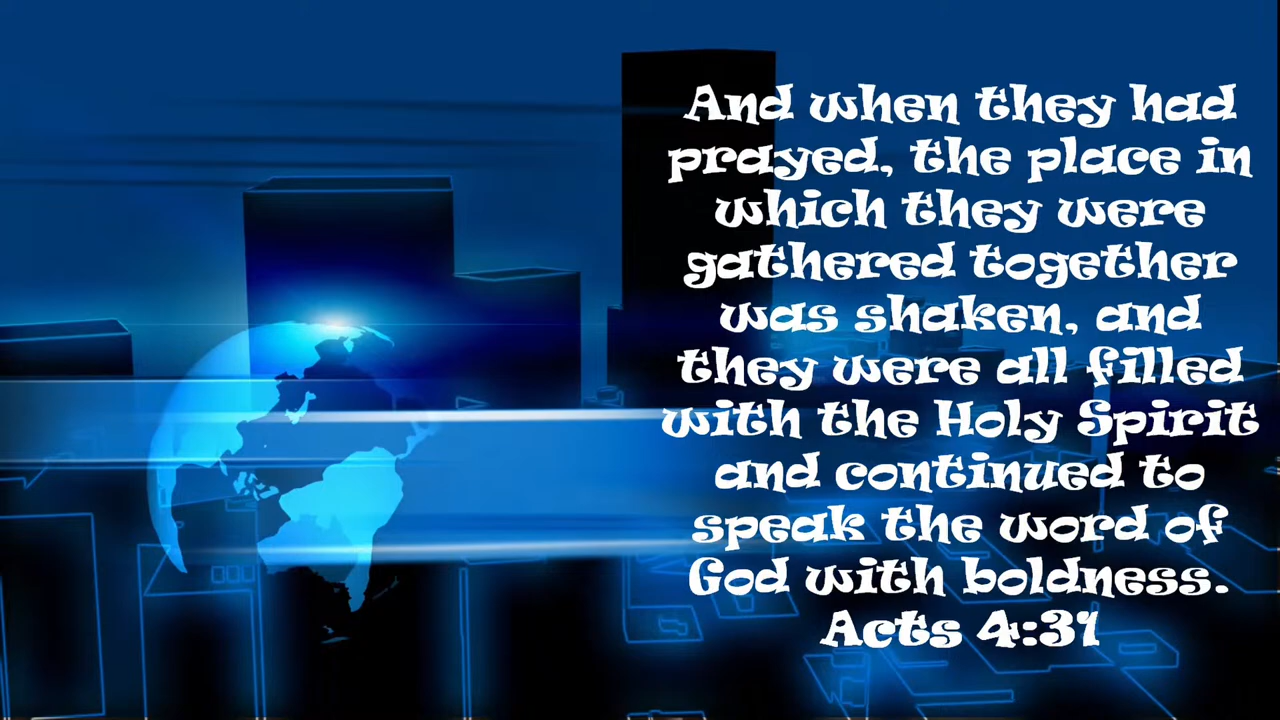 And when they had
prayed, the place in
which they were
gathered together
was shaken, and
they were all filled
with the Holy Spirit
and continued to
speak the word of
God with boldness.
Acts 4:31